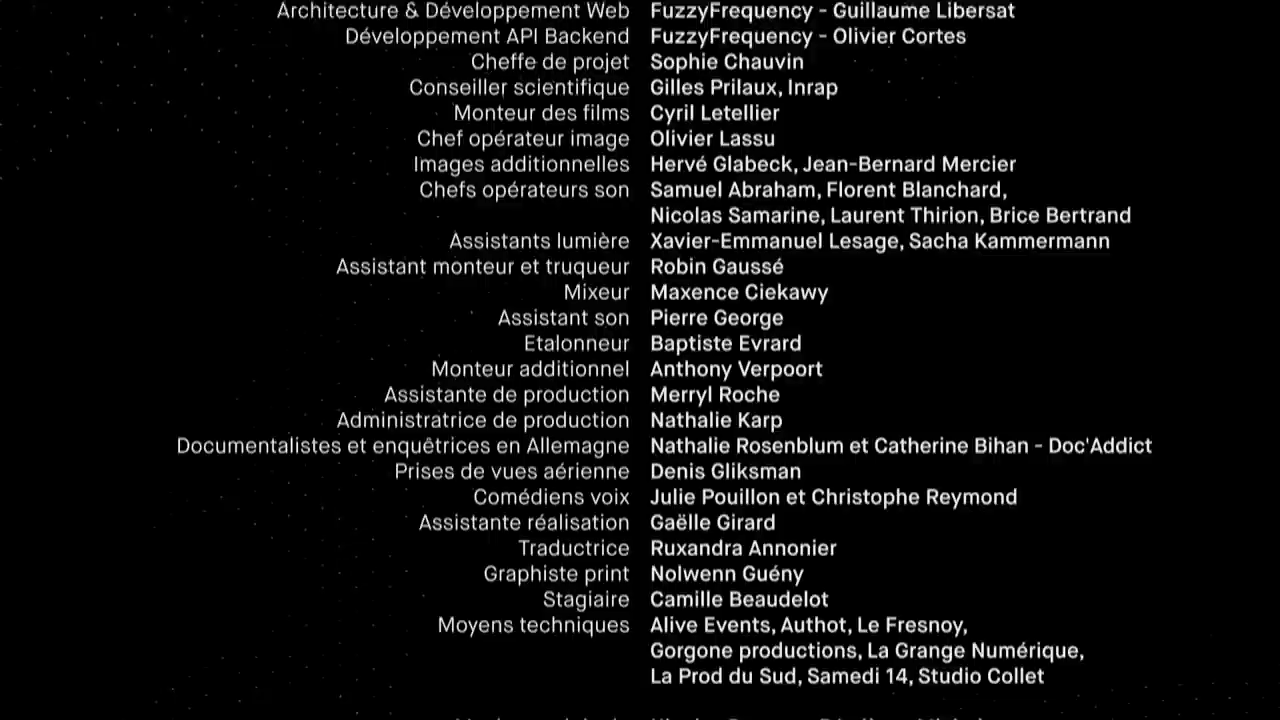 Architecture & Développement Web FuzzyFrequency - Guillaume Libersat
Développement API Backend FuzzyFrequency - Olivier Cortes
Cheffe de projet Sophie Chauvin
Conseiller scientifique Gilles Prilaux, Inrap
Monteur des films Cyril Letellier
Chef opérateur image Olivier Lassu
Images additionnelles Hervé Glabeck, Jean-Bernard Mercier
Chefs opérateurs son Samuel Abraham, Florent Blanchard,
Nicolas Samarine, Laurent Thirion, Brice Bertrand
Assistants lumière Xavier-Emmanuel Lesage, Sacha Kammermann
Assistant monteur et truqueur Robin Gaussé
Mixeur Maxence Ciekawy
Assistant son Pierre George
Etalonneur Baptiste Evrard
Monteur additionnel Anthony Verpoort
Assistante de production Merryl Roche
Administratrice de production Nathalie Karp
Documentalistes et enquêtrices en Allemagne Nathalie Rosenblum et Catherine Bihan - Doc'Addict
Prises de vues aérienne Denis Gliksman
Comédiens voix Julie Pouillon et Christophe Reymond
Assistante réalisation Gaëlle Girard
Traductrice Ruxandra Annonier
Graphiste print Nolwenn Guény
Stagiaire Camille Beaudelot
Moyens techniques Alive Events, Authot, Le Fresnoy,
Gorgone productions, La Grange Numérique,
La Prod du Sud, Samedi 14, Studio Collet